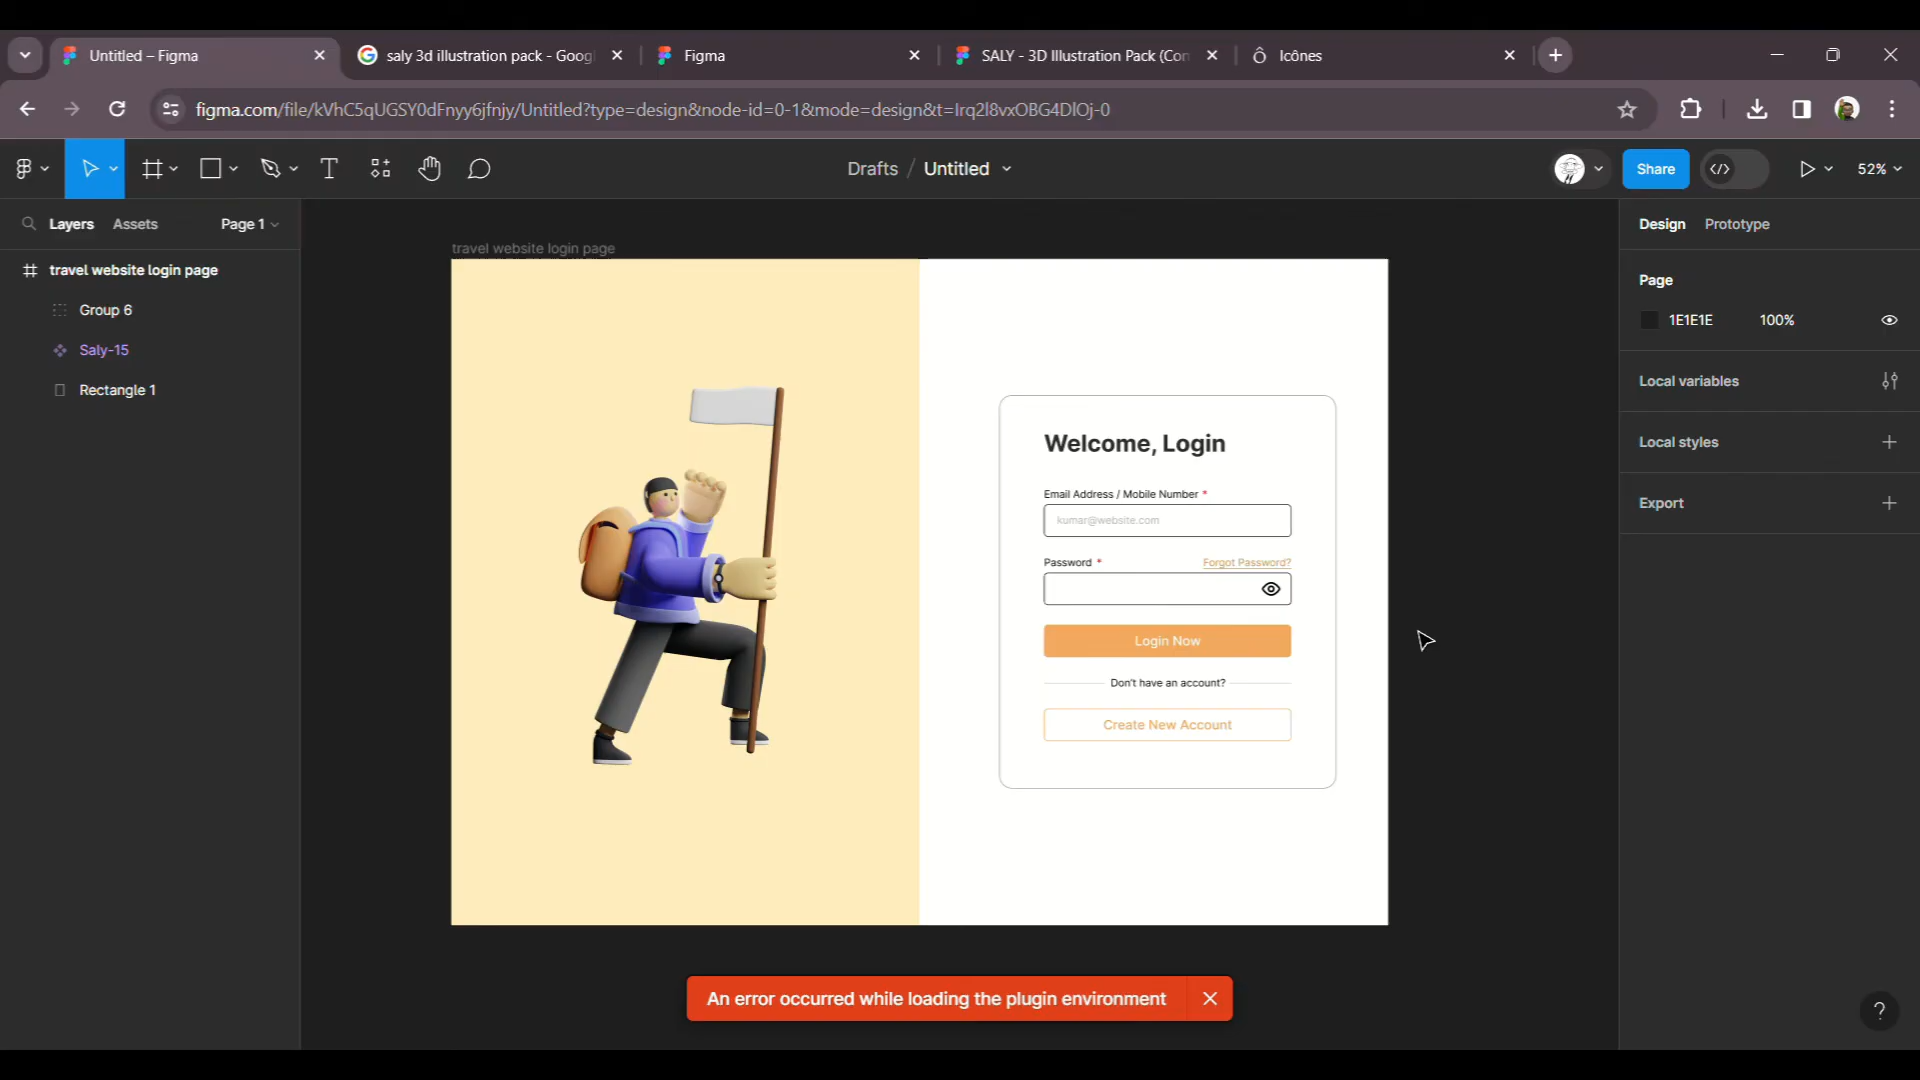 Untitled – Figma
saly 3d illustration pack - Goog
Figma
SALY - 3D Illustration Pack (Con
Icônes
figma.com/file/kVhC5qUGSY0dFnyy6jfnjy/Untitled?type=design&node-id=0-1&mode=design&t=Irq2l8vxOBG4DlOj-0
Drafts / Untitled
Share
52%
Layers
Assets
Page 1
Design
Prototype
travel website login page
Group 6
Saly-15
Rectangle 1
travel website login page
Welcome, Login
Email Address / Mobile Number *
kumar@website.com
Password *
Forgot Password?
Login Now
Don't have an account?
Create New Account
Page
1E1E1E
100%
Local variables
Local styles
Export
An error occurred while loading the plugin environment
?